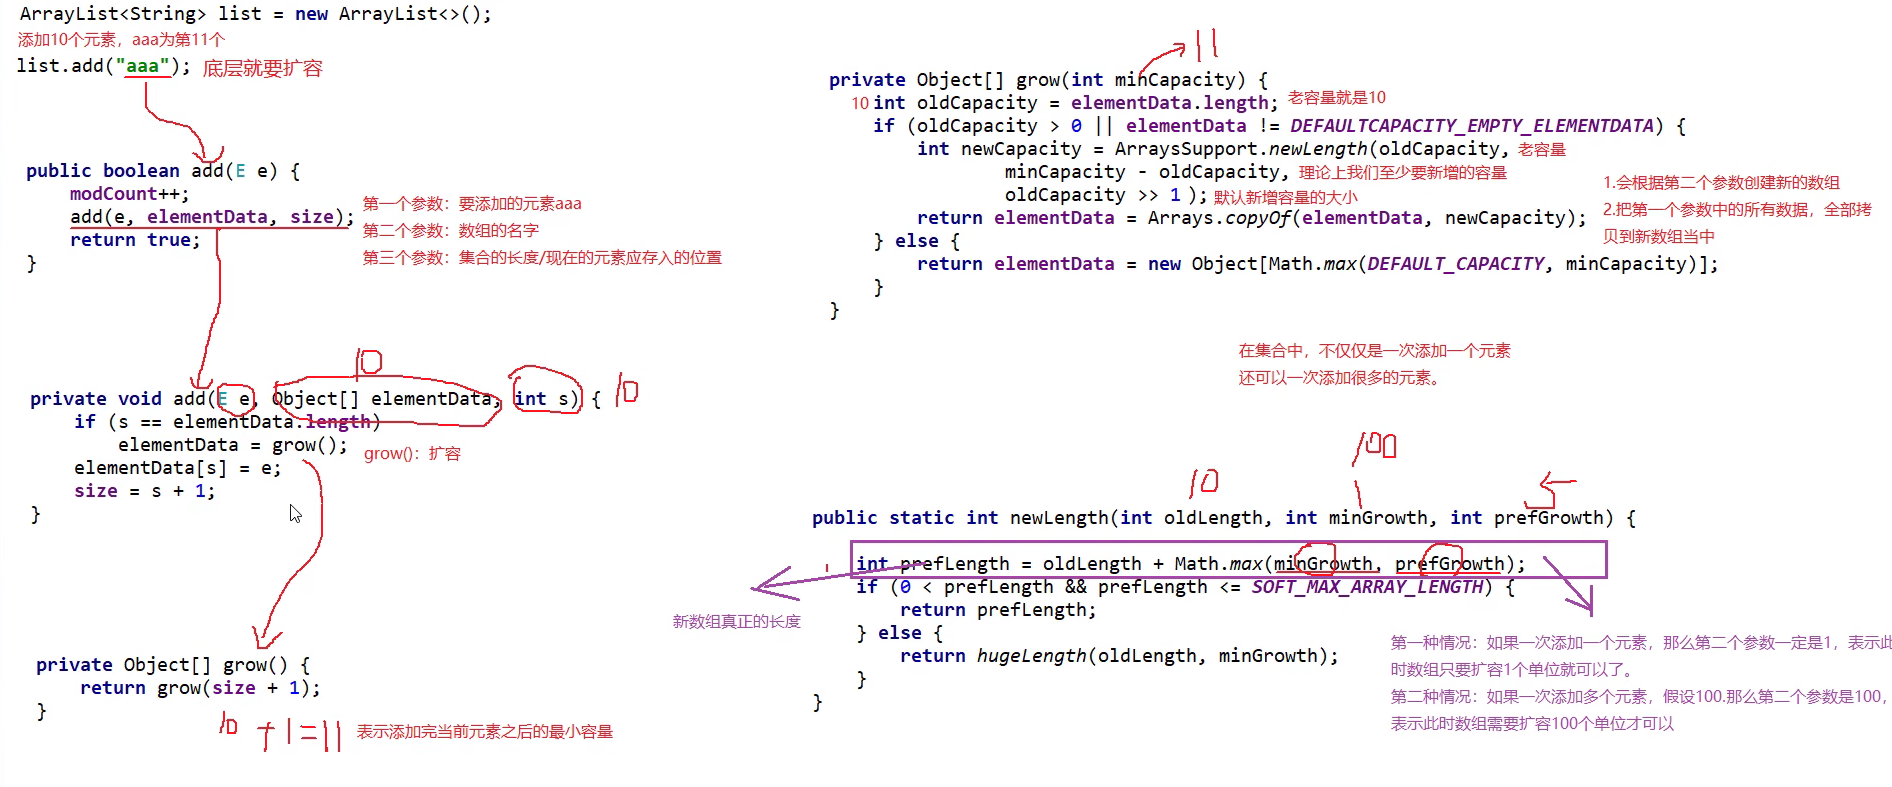 ArrayList<String> list = new ArrayList<>();
添加10个元素，aaa为第11个
list.add("aaa"); 底层就要扩容
public boolean add(E e) {
modCount++;
add(e, elementData, size);
return true;
}
第一个参数：要添加的元素aaa
第二个参数：数组的名字
第三个参数：集合的长度/现在的元素应存入的位置
10
private void add(E e, Object[] elementData, int s) { 10
if (s == elementData.length)
elementData = grow(); grow()：扩容
elementData[s] = e;
size = s + 1;
}
private Object[] grow() {
return grow(size + 1);
}
10 +1=11 表示添加完当前元素之后的最小容量
11
private Object[] grow(int minCapacity) {
10 int oldCapacity = elementData.length; 老容量就是10
if (oldCapacity > 0 || elementData != DEFAULTCAPACITY_EMPTY_ELEMENTDATA) {
int newCapacity = ArraysSupport.newLength(oldCapacity, 老容量
minCapacity - oldCapacity, 理论上我们至少要新增的容量
oldCapacity >> 1 ); 默认新增容量的大小
return elementData = Arrays.copyOf(elementData, newCapacity);
} else {
return elementData = new Object[Math.max(DEFAULT_CAPACITY, minCapacity)];
}
}
1.会根据第二个参数创建新的数组
2.把第一个参数中的所有数据，全部拷
贝到新数组当中
在集合中，不仅仅是一次添加一个元素
还可以一次添加很多的元素。
10 100 5
public static int newLength(int oldLength, int minGrowth, int prefGrowth) {
int prefLength = oldLength + Math.max(minGrowth, prefGrowth);
if (0 < prefLength && prefLength <= SOFT_MAX_ARRAY_LENGTH) {
return prefLength;
} else {
return hugeLength(oldLength, minGrowth);
}
}
新数组真正的长度
第一种情况：如果一次添加一个元素，那么第二个参数一定是1，表示此
时数组只要扩容1个单位就可以了。
第二种情况：如果一次添加多个元素，假设100.那么第二个参数是100，
表示此时数组需要扩容100个单位才可以